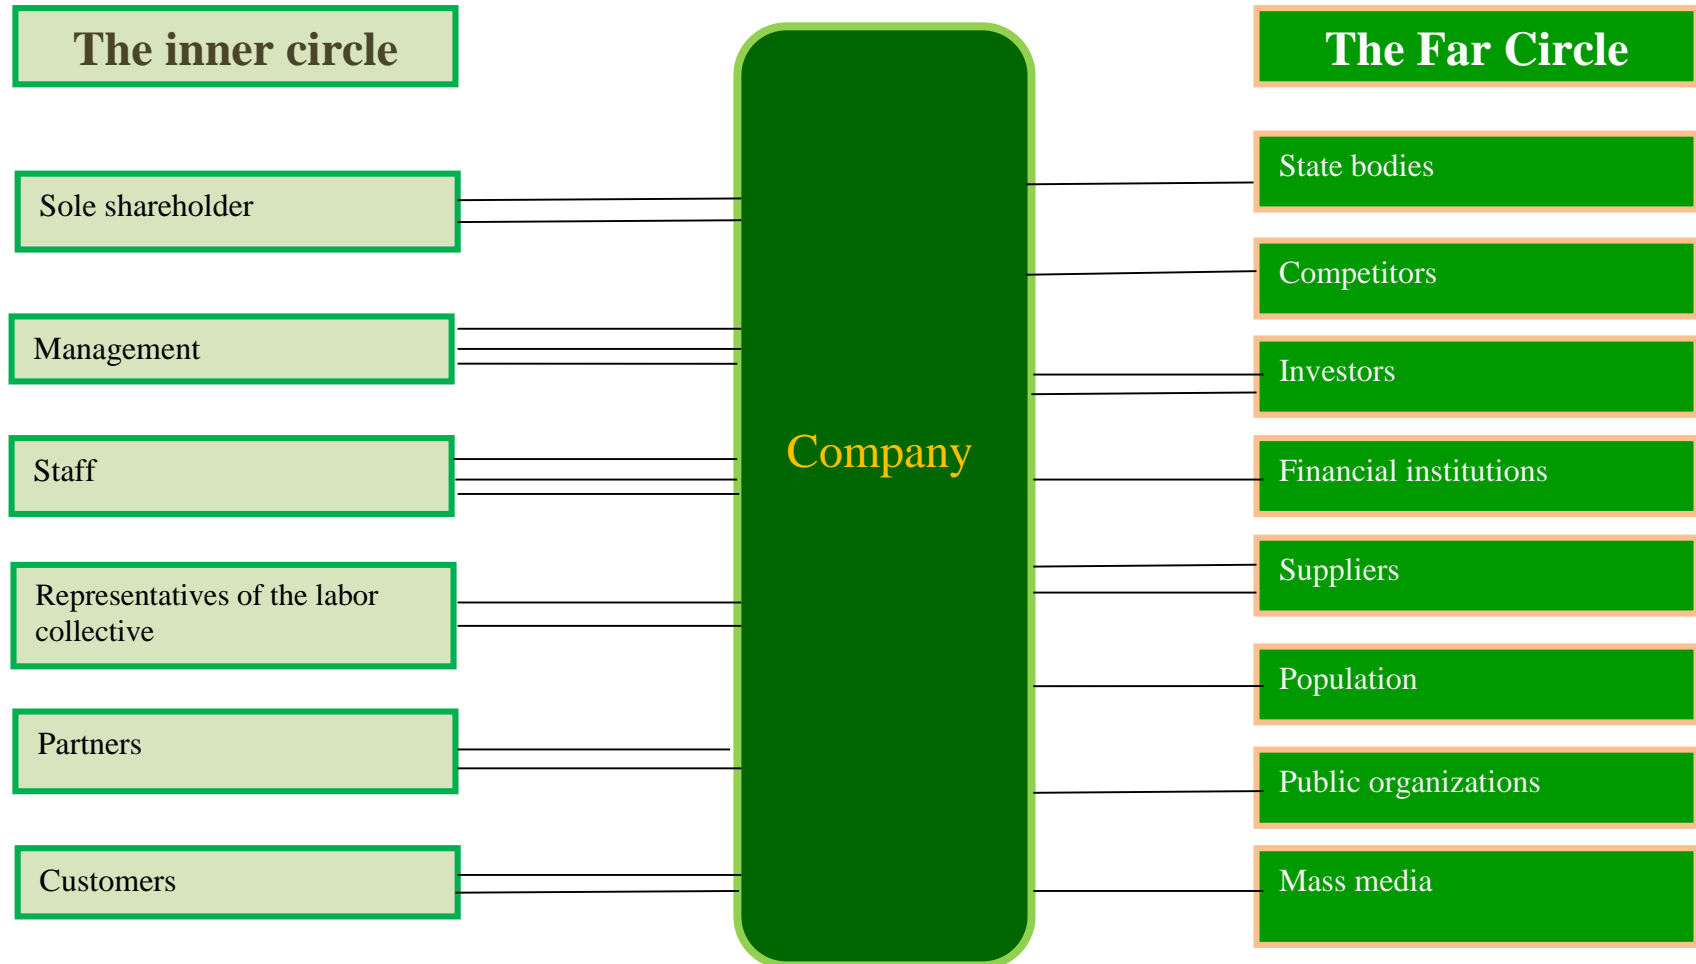 The inner circle
Sole shareholder
Management
Staff
Representatives of the labor
collective
Partners
Customers
Company
The Far Circle
State bodies
Competitors
Investors
Financial institutions
Suppliers
Population
Public organizations
Mass media